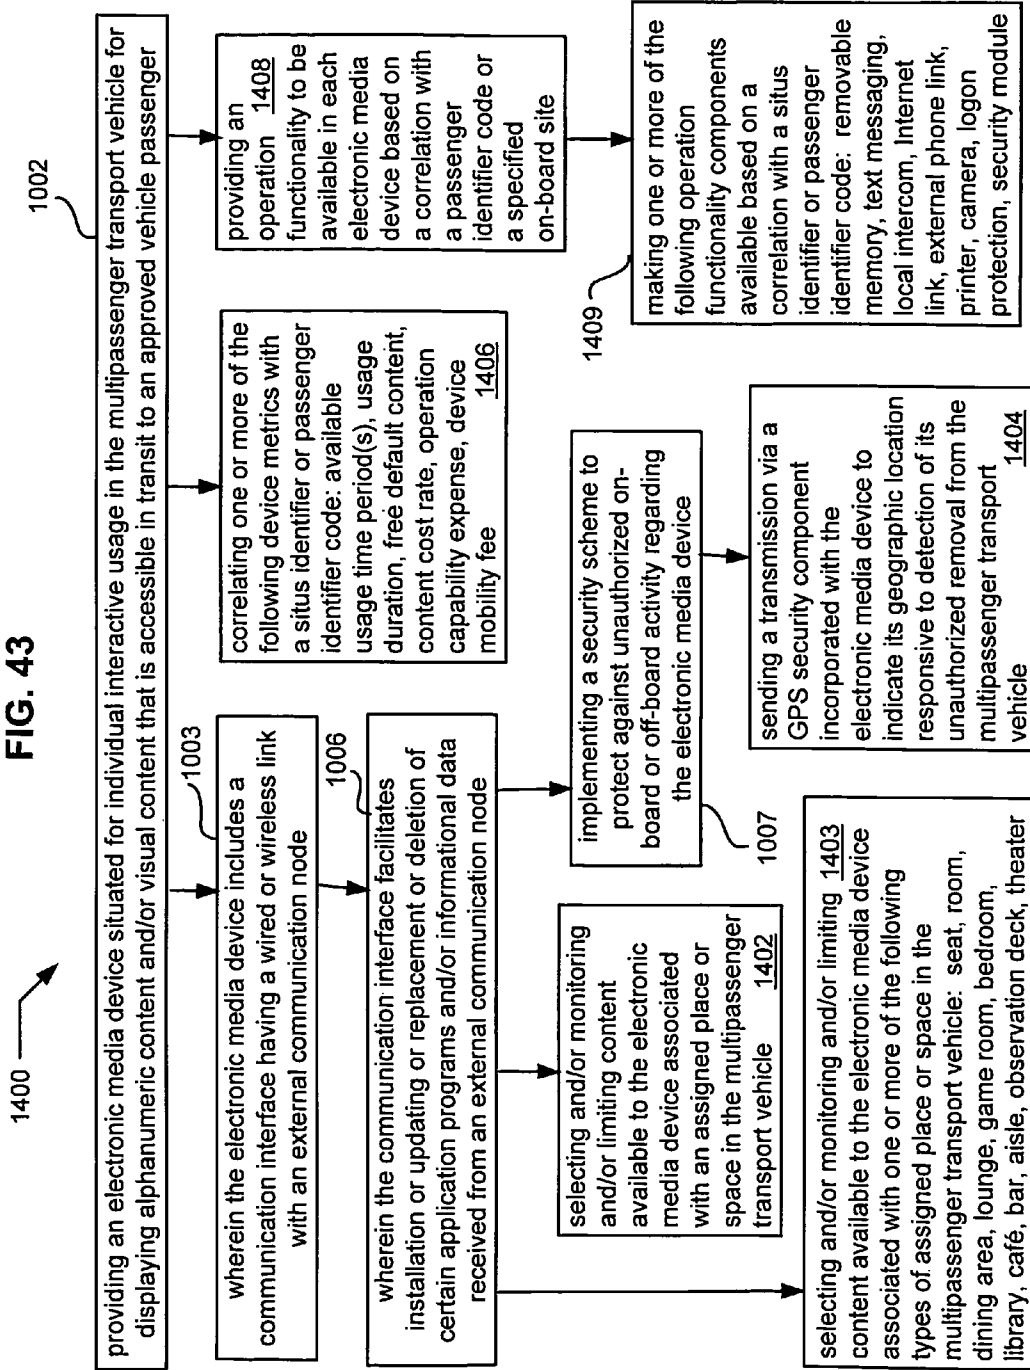 FIG. 43
1400
1002
providing an electronic media device situated for individual interactive usage in the multipassenger transport vehicle for
displaying alphanumeric content and/or visual content that is accessible in transit to an approved vehicle passenger
1003
wherein the electronic media device includes a
communication interface having a wired or wireless link
with an external communication node
1006
wherein the communication interface facilitates
installation or updating or replacement or deletion of
certain application programs and/or informational data
received from an external communication node
correlating one or more of the
following device metrics with
a situs identifier or passenger
identifier code: available
usage time period(s), usage
duration, free default content,
content cost rate, operation
capability expense, device
mobility fee 1406
providing an
operation 1408
functionality to be
available in each
electronic media
device based on
a correlation with
a passenger
identifier code or
a specified
on-board site
1409
making one or more of the
following operation
functionality components
available based on a
correlation with a situs
identifier or passenger
identifier code: removable
memory, text messaging,
local intercom, Internet
link, external phone link,
printer, camera, logon
protection, security module
implementing a security scheme to
protect against unauthorized on-
board or off-board activity regarding
the electronic media device
1007
selecting and/or monitoring
and/or limiting content
available to the electronic
media device associated
with an assigned place or
space in the multipassenger
transport vehicle 1402
sending a transmission via a
GPS security component
incorporated with the
electronic media device to
indicate its geographic location
responsive to detection of its
unauthorized removal from the
multipassenger transport
vehicle 1404
selecting and/or monitoring and/or limiting 1403
content available to the electronic media device
associated with one or more of the following
types of assigned place or space in the
multipassenger transport vehicle: seat, room,
dining area, lounge, game room, bedroom,
library, café, bar, aisle, observation deck, theater